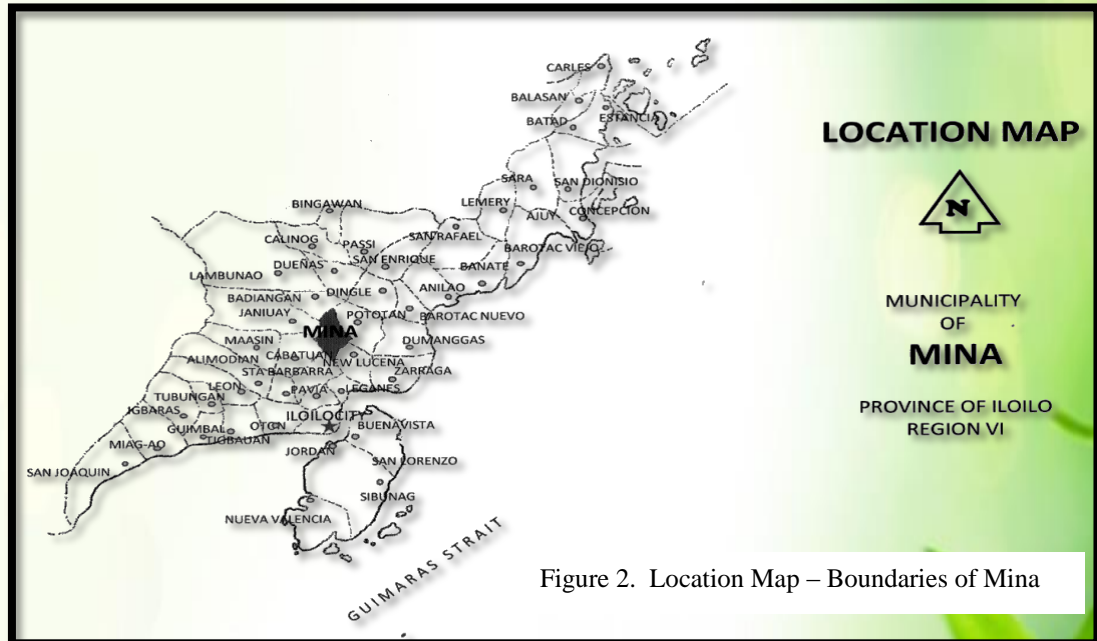 CARLES
BALASAN
ESTANCIA
BATAD
SARA
SAN DIONISIO
LEMERY
AJUY
CONCEPCION
BINGAWAN
SAN RAFAEL
CALINOG
PASSI
BAROTAC VIEJO
SAN ENRIQUE
DUEÑAS
BANATE
LAMBUNAO
ANILAO
DINGLE
BADIANGAN
JANIUAY
POTOTAN
BAROTAC NUEVO
MINA
MAASIN
DUMANGGAS
CABATUAN
ALIMODIAN
NEW LUCENA
STA BARBARRA
ZARRAGA
LEON
PAVIA
LEGANES
TUBUNGAN
IGBARAS
ILOILOCITY
GUIMBAL
OTON
BUENAVISTA
TIGBAUAN
MIAG-AO
JORDAN
SAN LORENZO
SAN JOAQUIN
SIBUNAG
NUEVA VALENCIA
GUIMARAS STRAIT
LOCATION MAP
N
MUNICIPALITY
OF
MINA
PROVINCE OF ILOILO
REGION VI
Figure 2. Location Map – Boundaries of Mina